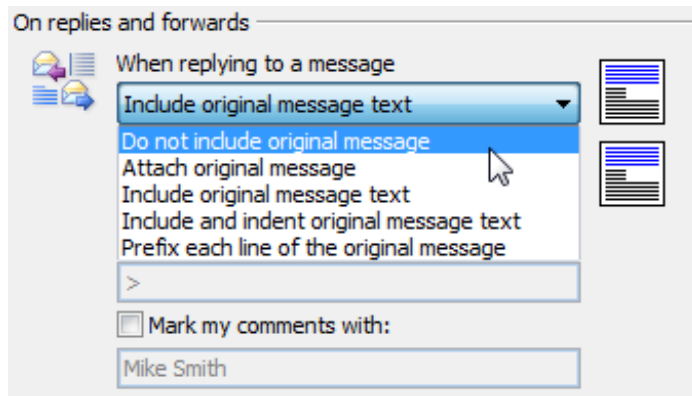 On replies and forwards
When replying to a message
Include original message text
Do not include original message
Attach original message
Include original message text
Include and indent original message text
Prefix each line of the original message
>
Mark my comments with:
Mike Smith